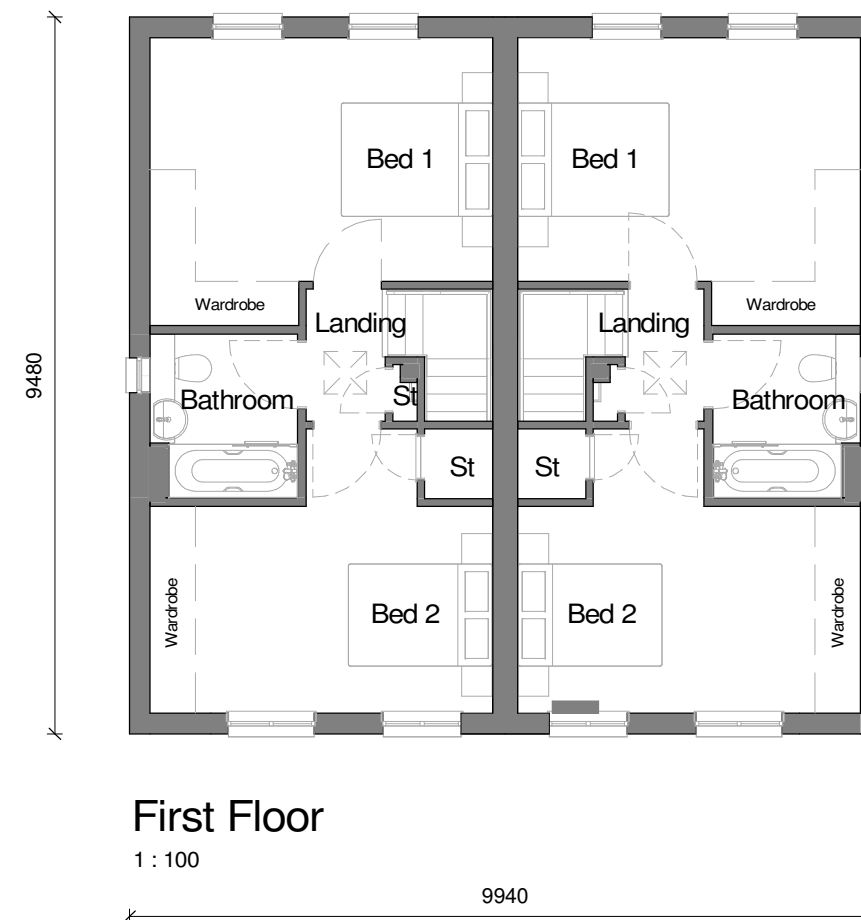 Bed 1
Bed 1
Wardrobe
Wardrobe
Landing
Landing
9480
Bathroom
St
Bathroom
St
St
Wardrobe
Bed 2
Bed 2
Wardrobe
First Floor
1 : 100
9940